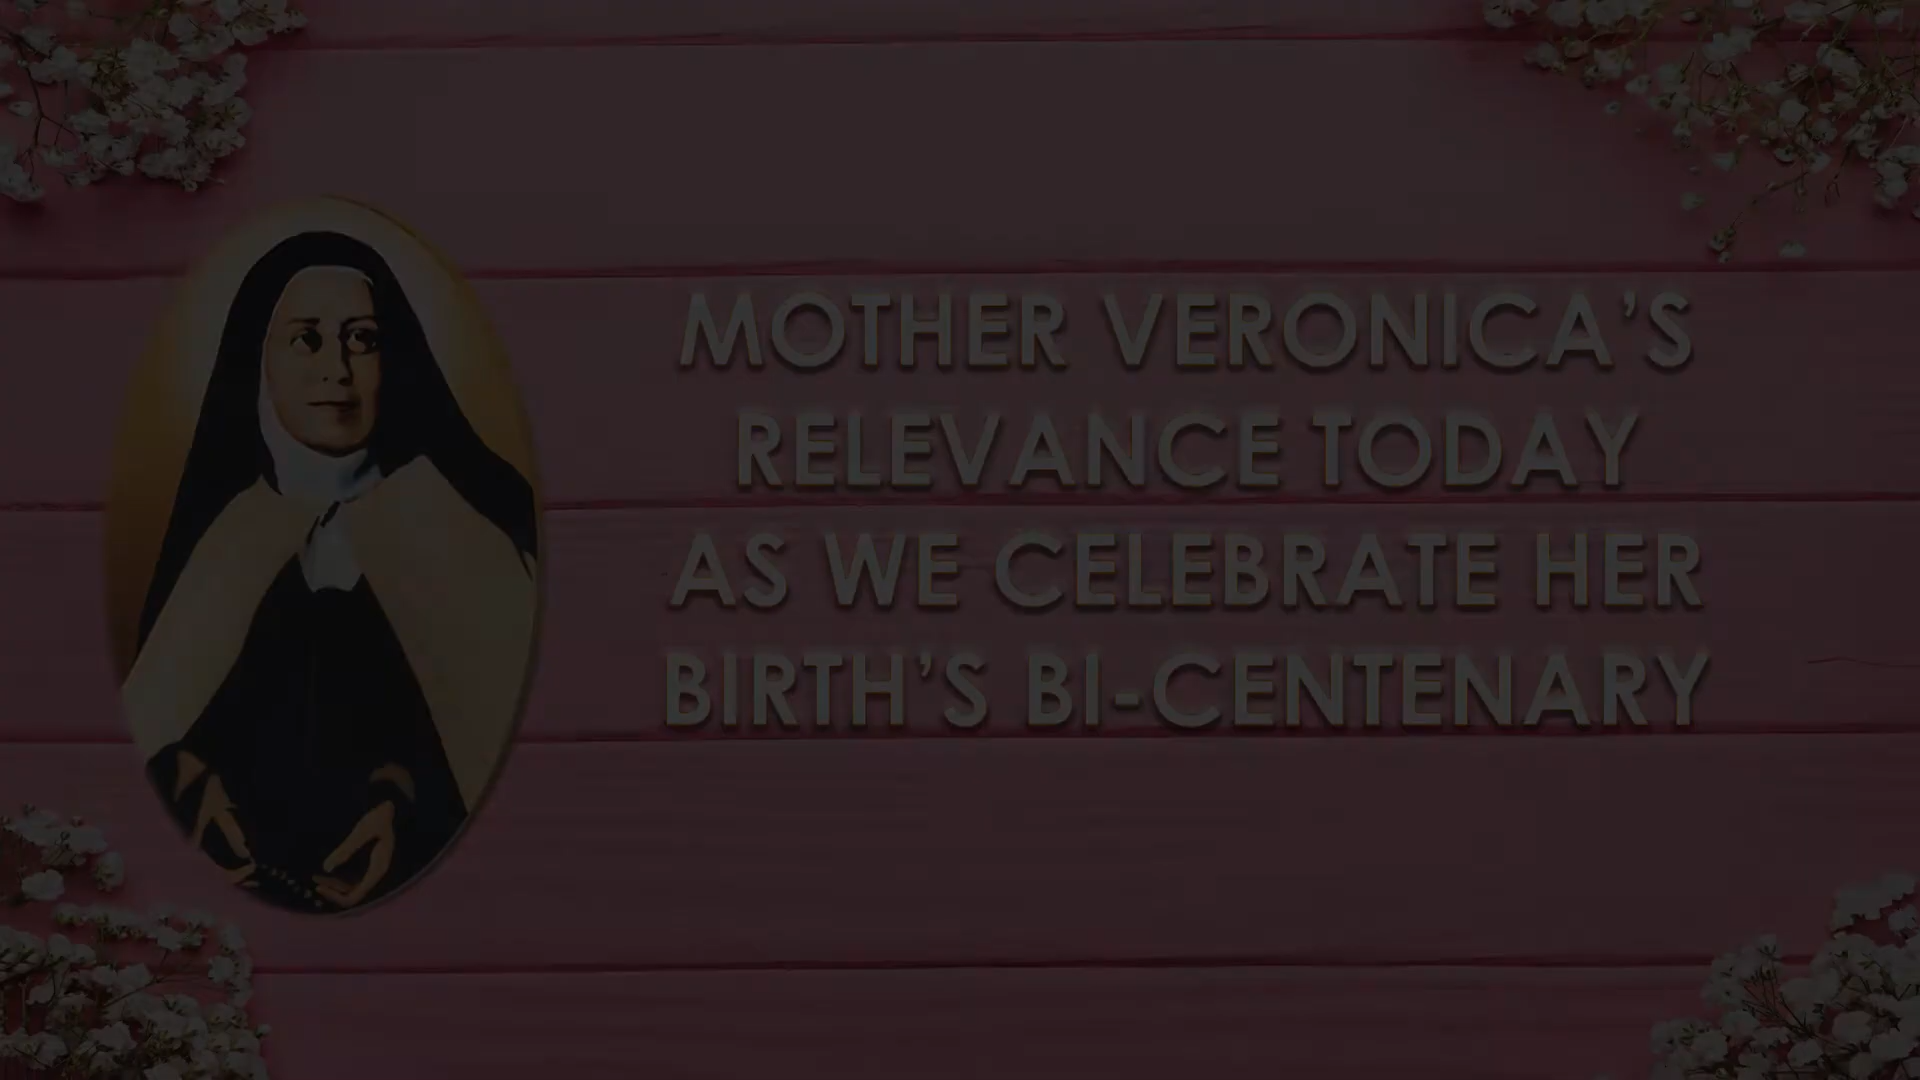 MOTHER VERONICA’S
RELEVANCE TODAY
AS WE CELEBRATE HER
BIRTH’S BI-CENTENARY